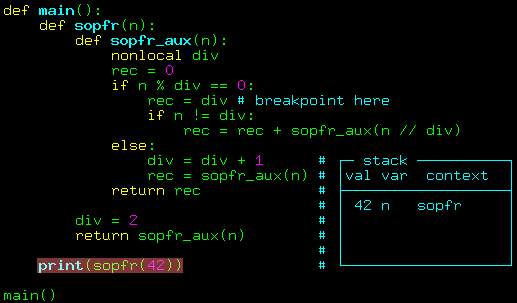 def main():
    def sopfr(n):
        def sopfr_aux(n):
            nonlocal div
            rec = 0
            if n % div == 0:
                rec = div # breakpoint here
                if n != div:
                    rec = rec + sopfr_aux(n // div)
            else:
                div = div + 1      # stack
                rec = sopfr_aux(n) # val var  context
            return rec             #
                                   # 42 n   sopfr
        div = 2                    #
        return sopfr_aux(n)        #
                                   #
    print(sopfr(42))               #
main()